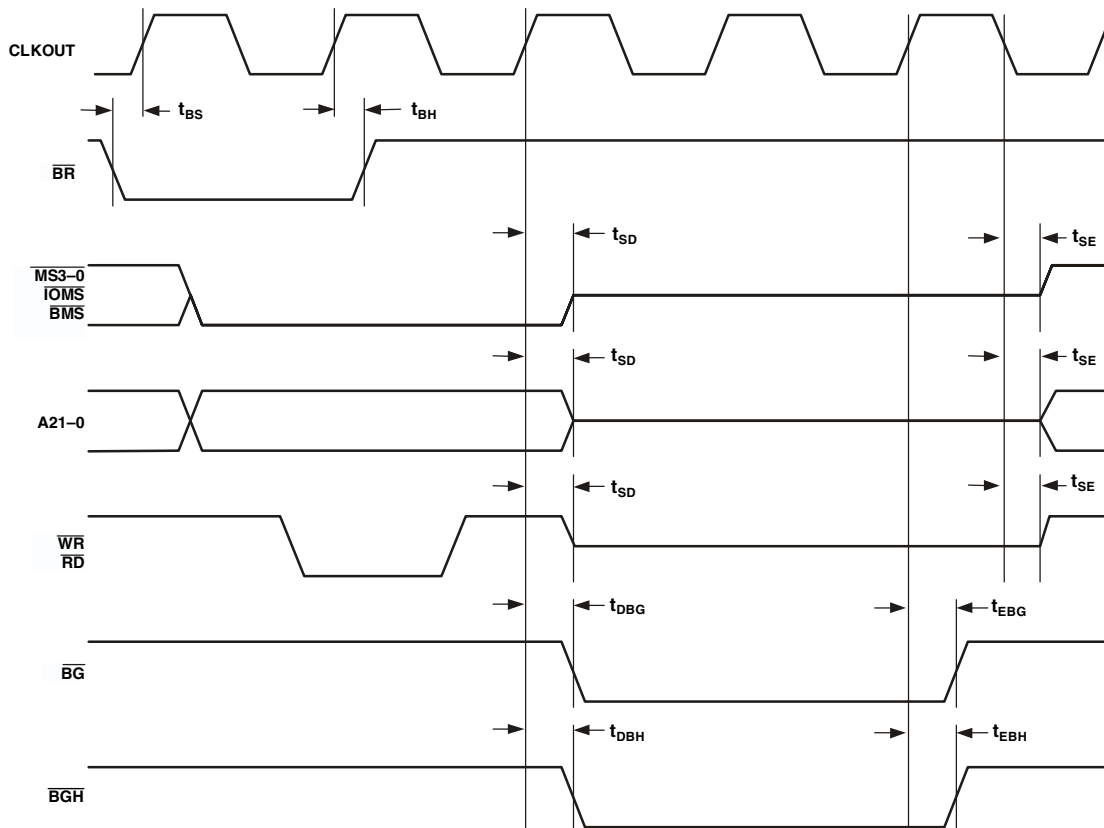 CLKOUT
tBS
tBH
BR
tSD
tSE
MS3–0
IOMS
BMS
tSD
tSE
A21–0
tSD
tSE
WR
RD
tDBG
tEBG
BG
tDBH
tEBH
BGH